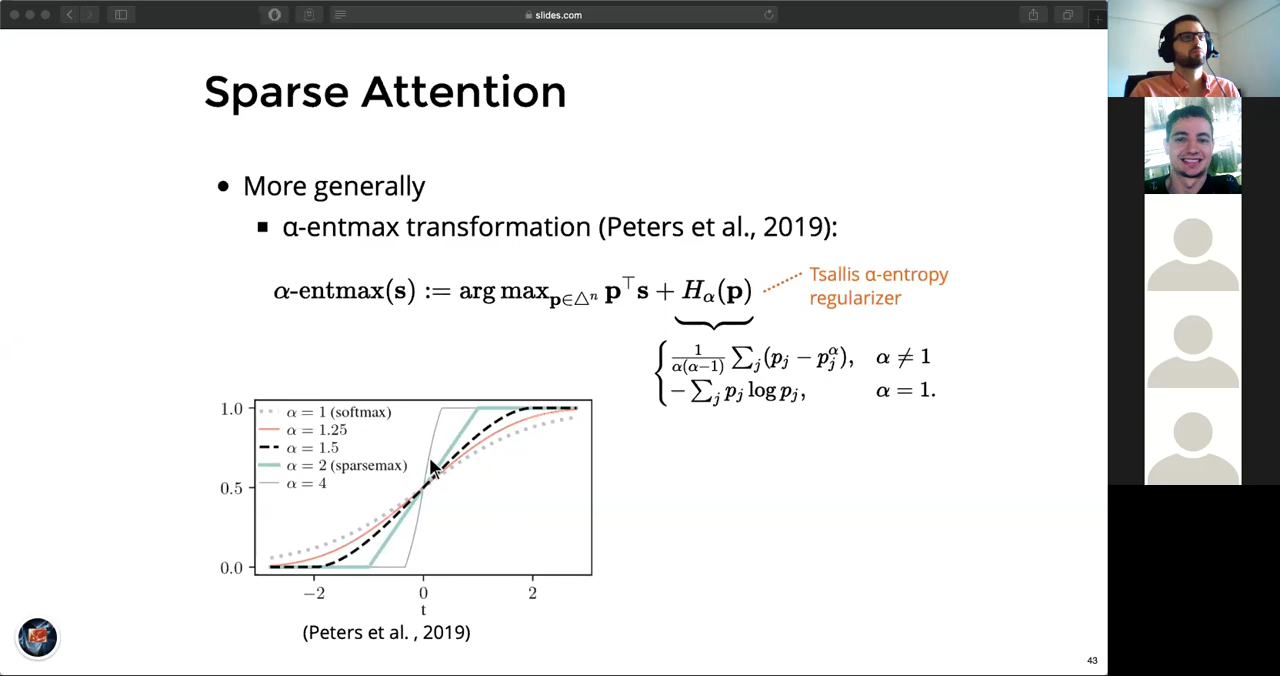 slides.com
Sparse Attention
• More generally
▪ α-entmax transformation (Peters et al., 2019):
α-entmax(s) := arg max_{p∈△ⁿ} p^⊤s + H_α(p)
Tsallis α-entropy
regularizer
{ 1/(α(α−1)) ∑_j (p_j − p_j^α), α ≠ 1
− ∑_j p_j log p_j, α = 1.
1.0
0.5
0.0
α = 1 (softmax)
α = 1.25
α = 1.5
α = 2 (sparsemax)
α = 4
−2 0 2
t
(Peters et al. , 2019)
43